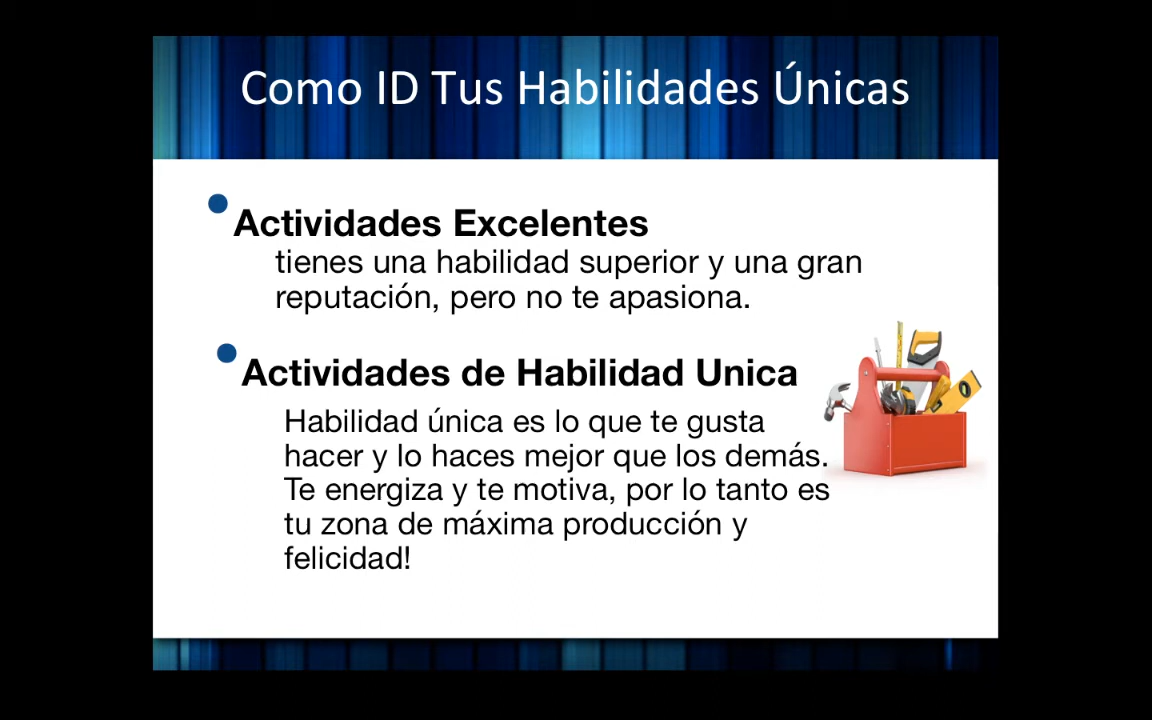 Como ID Tus Habilidades Únicas
• Actividades Excelentes
tienes una habilidad superior y una gran
reputación, pero no te apasiona.
• Actividades de Habilidad Unica
Habilidad única es lo que te gusta
hacer y lo haces mejor que los demás.
Te energiza y te motiva, por lo tanto es
tu zona de máxima producción y
felicidad!